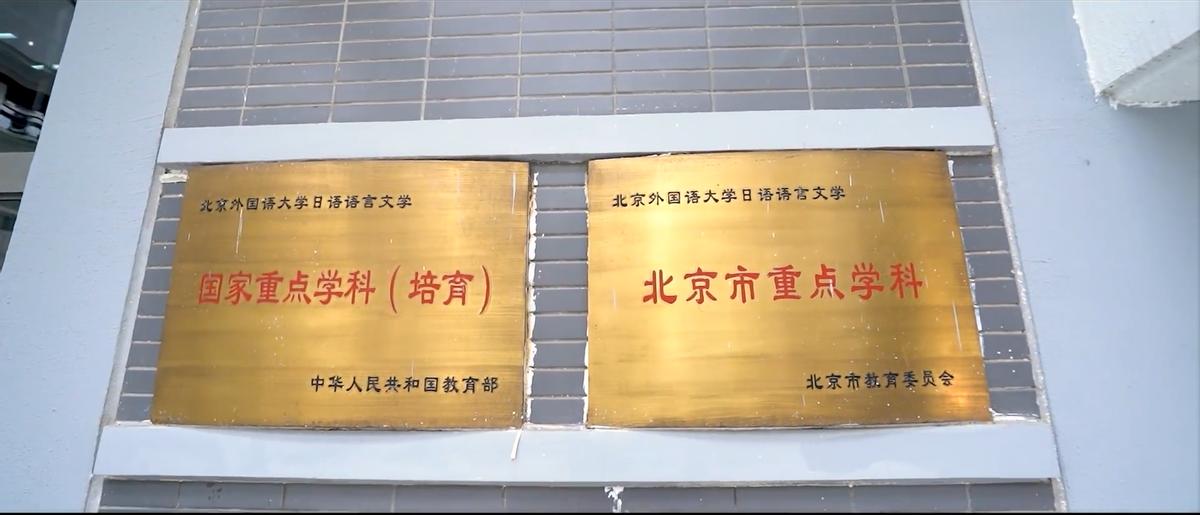 北京外国语大学日语语言文学
国家重点学科（培育）
中华人民共和国教育部
北京外国语大学日语语言文学
北京市重点学科
北京市教育委员会